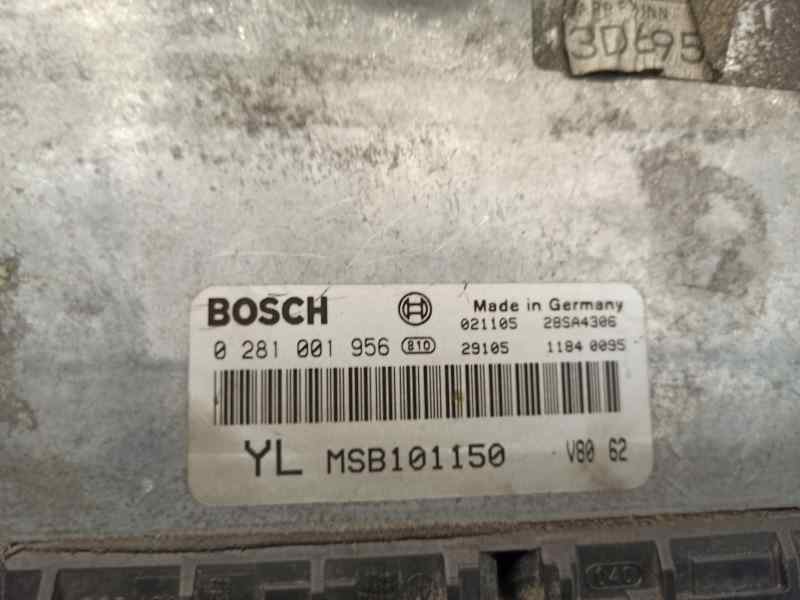 3D695
BOSCH
Made in Germany
021105 28SA4306
0 281 001 956 810 29105 1184 0095
YL MSB101150 V80 62